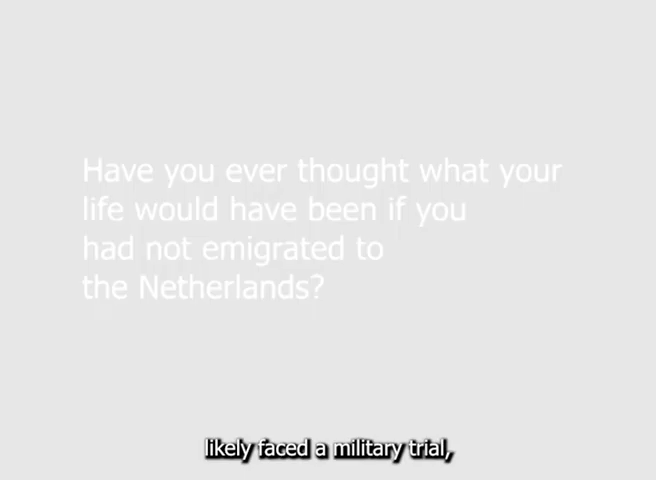 Have you ever thought what your
life would have been if you
had not emigrated to
the Netherlands?
likely faced a military trial,